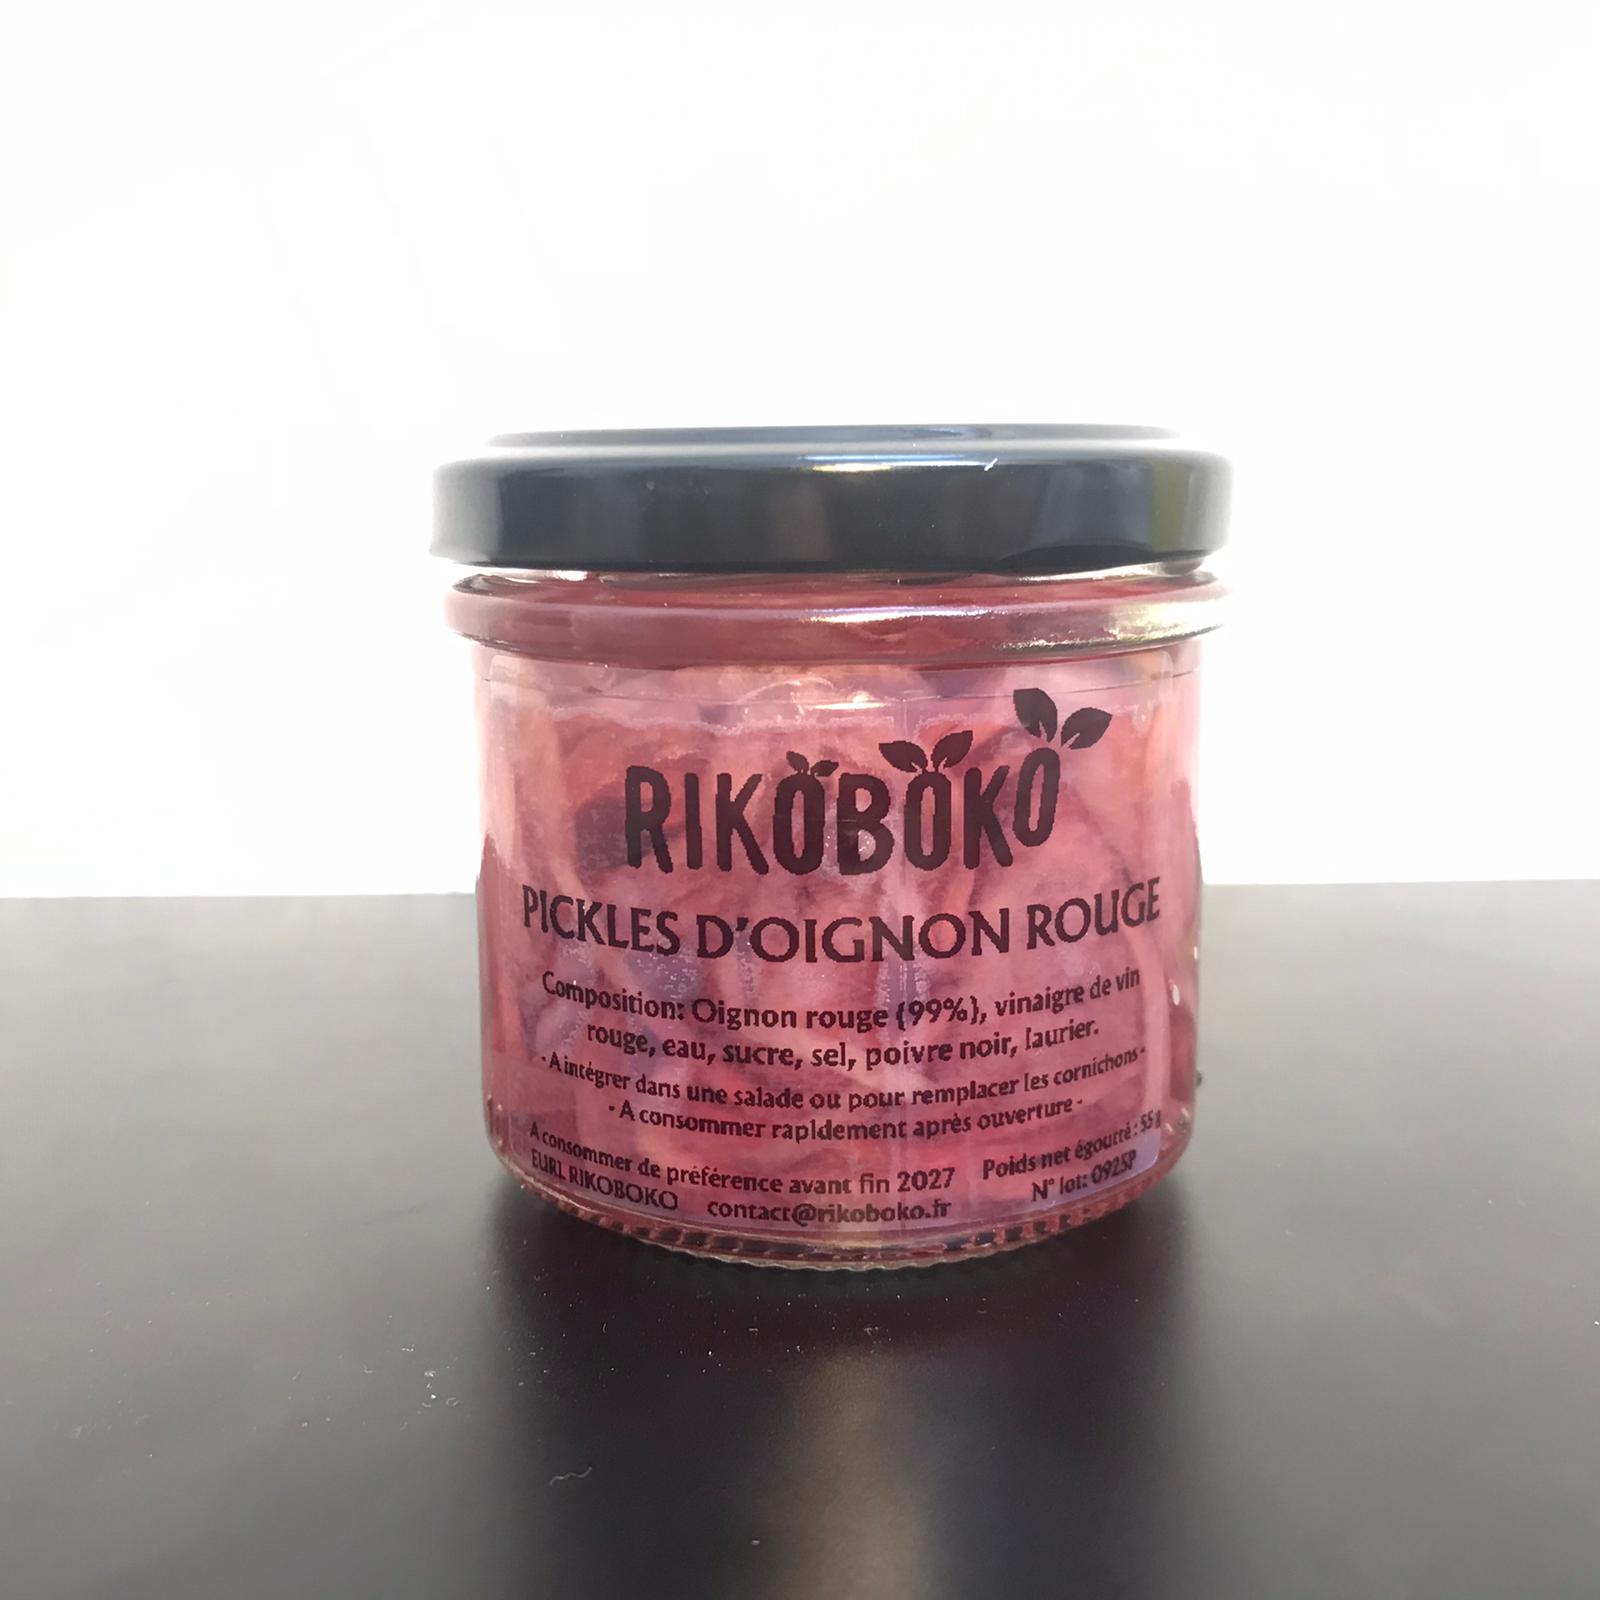 RIKOBOKO
PICKLES D'OIGNON ROUGE
Composition: Oignon rouge (99%), vinaigre de vin
rouge, eau, sucre, sel, poivre noir, laurier.
- A intégrer dans une salade ou pour remplacer les cornichons -
- A consommer rapidement après ouverture -
A consommer de préférence avant fin 2027
Poids net égoutté : 55 g
EURL RIKOBOKO contact@rikoboko.fr
N° lot: 0925P